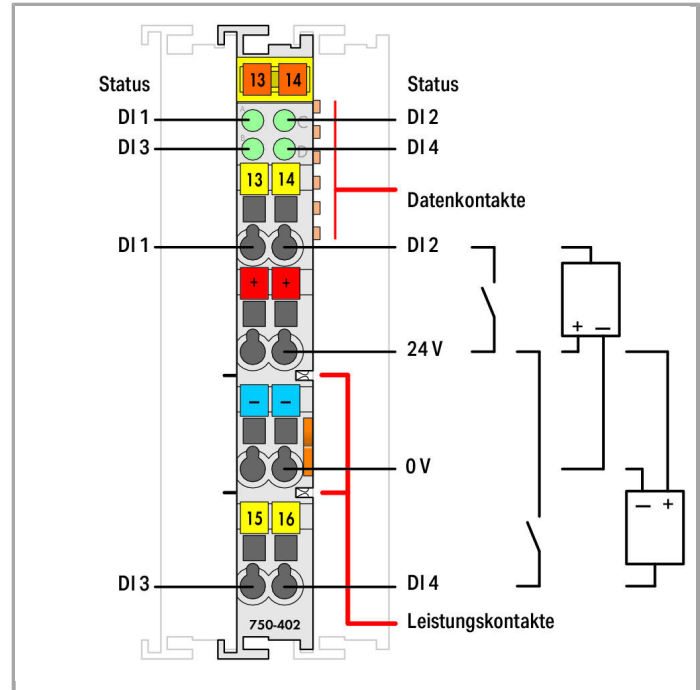 13 14
Status Status
A C
DI 1 DI 2
B D
DI 3 DI 4
13 14
Datenkontakte
DI 1 DI 2
+ +
+ −
24 V
− −
0 V
− +
15 16
DI 3 DI 4
750-402
Leistungskontakte